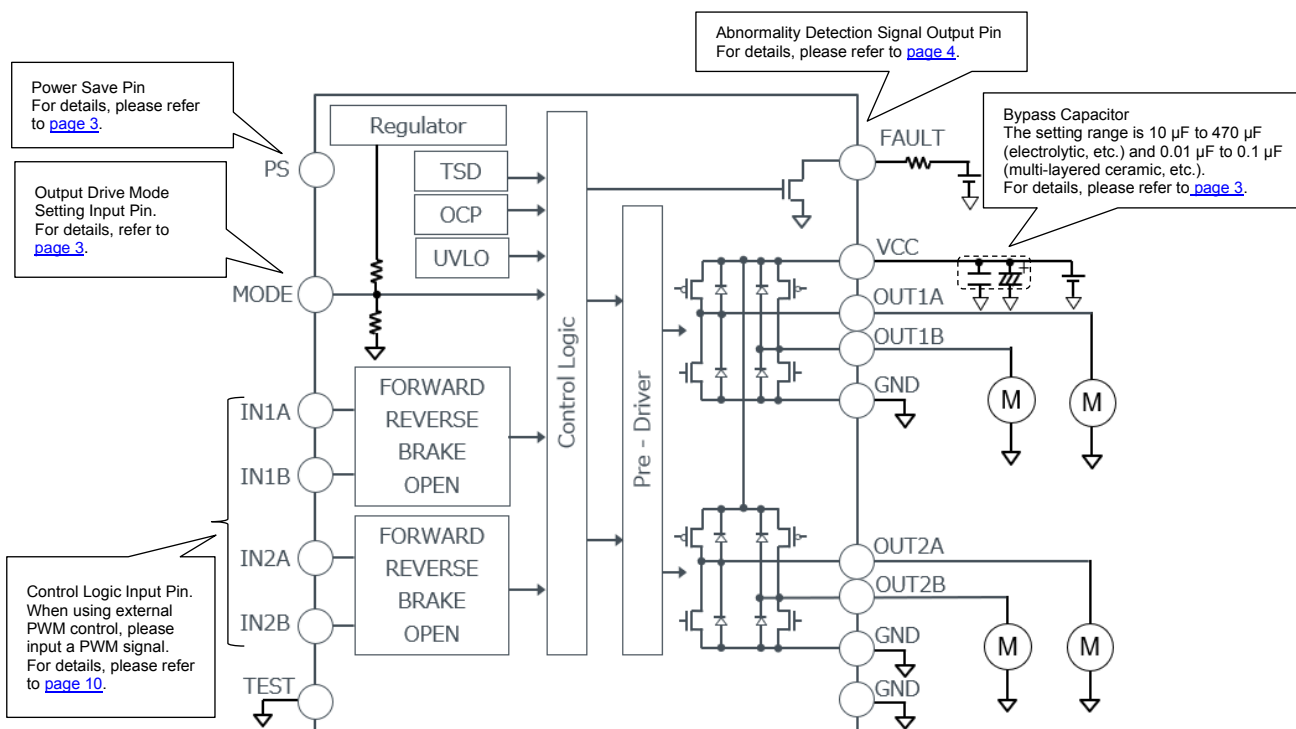 Abnormality Detection Signal Output Pin
For details, please refer to page 4.
Power Save Pin
For details, please refer
to page 3.
Bypass Capacitor
The setting range is 10 µF to 470 µF
(electrolytic, etc.) and 0.01 µF to 0.1 µF
(multi-layered ceramic, etc.).
For details, please refer to page 3.
Output Drive Mode
Setting Input Pin.
For details, refer to
page 3.
PS
Regulator
TSD
OCP
UVLO
MODE
FAULT
VCC
+
OUT1A
OUT1B
GND
M
M
Control Logic
Pre - Driver
IN1A
IN1B
FORWARD
REVERSE
BRAKE
OPEN
IN2A
IN2B
FORWARD
REVERSE
BRAKE
OPEN
OUT2A
OUT2B
GND
M
M
Control Logic Input Pin.
When using external
PWM control, please
input a PWM signal.
For details, please refer
to page 10.
TEST
GND